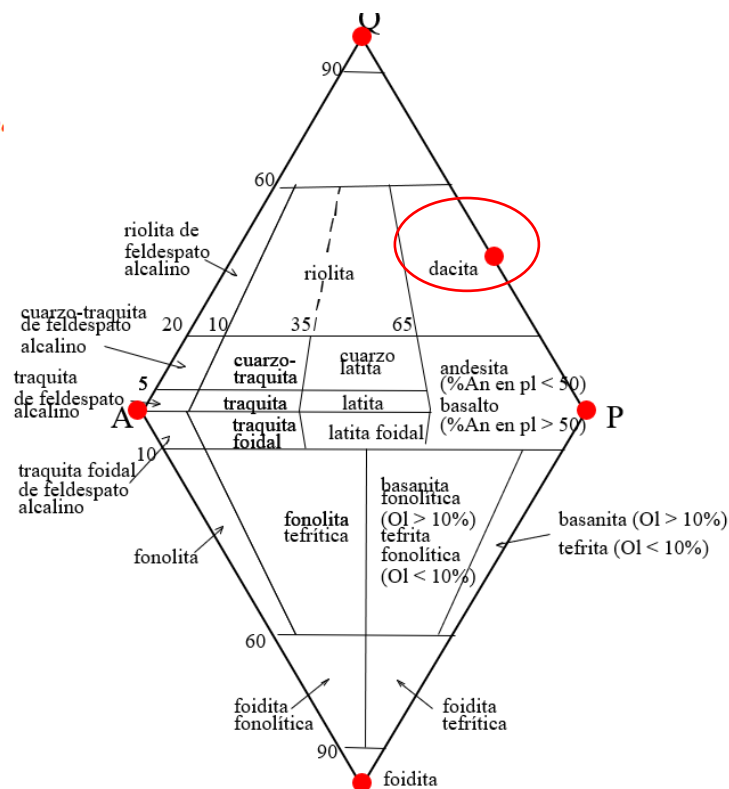 Q
90
60
riolita de
feldespato
alcalino
riolita
dacita
cuarzo-traquita
de feldespato
alcalino
20
10
35
65
cuarzo-
traquita
cuarzo
latita
andesita
(%An en pl < 50)
traquita
de feldespato
alcalino
5
traquita
latita
basalto
(%An en pl > 50)
A
P
traquita
foidal
latita foidal
10
traquita foidal
de feldespato
alcalino
fonolita
fonolita
tefrítica
basanita
fonolítica
(Ol > 10%)
tefrita
fonolítica
(Ol < 10%)
basanita (Ol > 10%)
tefrita (Ol < 10%)
60
foidita
fonolítica
foidita
tefrítica
90
foidita